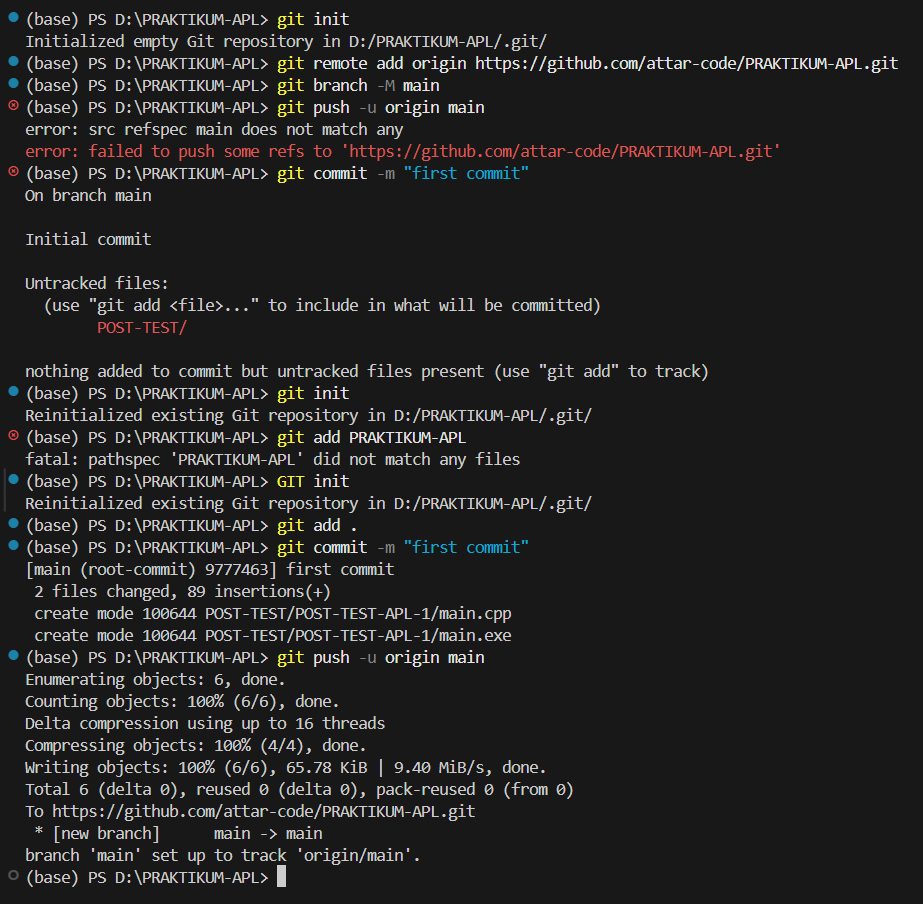 (base) PS D:\PRAKTIKUM-APL> git init
Initialized empty Git repository in D:/PRAKTIKUM-APL/.git/
(base) PS D:\PRAKTIKUM-APL> git remote add origin https://github.com/attar-code/PRAKTIKUM-APL.git
(base) PS D:\PRAKTIKUM-APL> git branch -M main
(base) PS D:\PRAKTIKUM-APL> git push -u origin main
error: src refspec main does not match any
error: failed to push some refs to 'https://github.com/attar-code/PRAKTIKUM-APL.git'
(base) PS D:\PRAKTIKUM-APL> git commit -m "first commit"
On branch main

Initial commit

Untracked files:
  (use "git add <file>..." to include in what will be committed)
        POST-TEST/

nothing added to commit but untracked files present (use "git add" to track)
(base) PS D:\PRAKTIKUM-APL> git init
Reinitialized existing Git repository in D:/PRAKTIKUM-APL/.git/
(base) PS D:\PRAKTIKUM-APL> git add PRAKTIKUM-APL
fatal: pathspec 'PRAKTIKUM-APL' did not match any files
(base) PS D:\PRAKTIKUM-APL> GIT init
Reinitialized existing Git repository in D:/PRAKTIKUM-APL/.git/
(base) PS D:\PRAKTIKUM-APL> git add .
(base) PS D:\PRAKTIKUM-APL> git commit -m "first commit"
[main (root-commit) 9777463] first commit
 2 files changed, 89 insertions(+)
 create mode 100644 POST-TEST/POST-TEST-APL-1/main.cpp
 create mode 100644 POST-TEST/POST-TEST-APL-1/main.exe
(base) PS D:\PRAKTIKUM-APL> git push -u origin main
Enumerating objects: 6, done.
Counting objects: 100% (6/6), done.
Delta compression using up to 16 threads
Compressing objects: 100% (4/4), done.
Writing objects: 100% (6/6), 65.78 KiB | 9.40 MiB/s, done.
Total 6 (delta 0), reused 0 (delta 0), pack-reused 0 (from 0)
To https://github.com/attar-code/PRAKTIKUM-APL.git
 * [new branch]      main -> main
branch 'main' set up to track 'origin/main'.
(base) PS D:\PRAKTIKUM-APL>